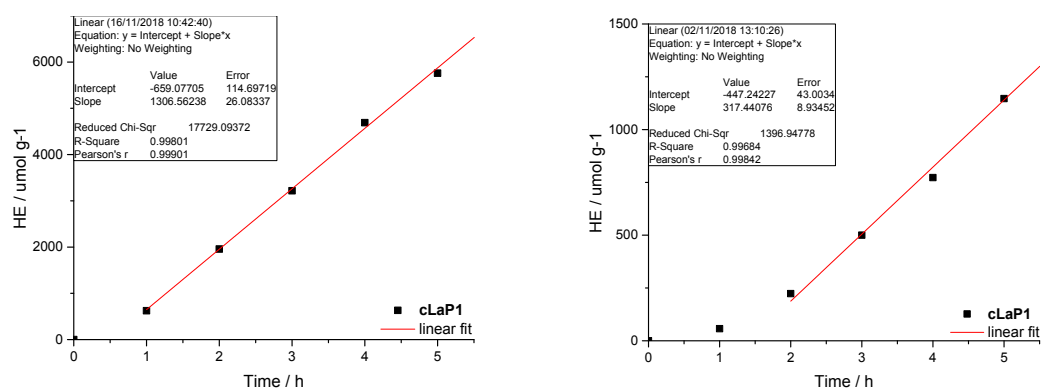 Linear (16/11/2018 10:42:40)
Equation: y = Intercept + Slope*x
Weighting: No Weighting
Value Error
Intercept -659.07705 114.69719
Slope 1306.56238 26.08337
Reduced Chi-Sqr 17729.09372
R-Square 0.99801
Pearson's r 0.99901
HE / umol g-1
6000
4000
2000
0
0 1 2 3 4 5
Time / h
cLaP1
linear fit
Linear (02/11/2018 13:10:26)
Equation: y = Intercept + Slope*x
Weighting: No Weighting
Value Error
Intercept -447.24227 43.0034
Slope 317.44076 8.93452
Reduced Chi-Sqr 1396.94778
R-Square 0.99684
Pearson's r 0.99842
HE / umol g-1
1500
1000
500
0
0 1 2 3 4 5
Time / h
cLaP1
linear fit